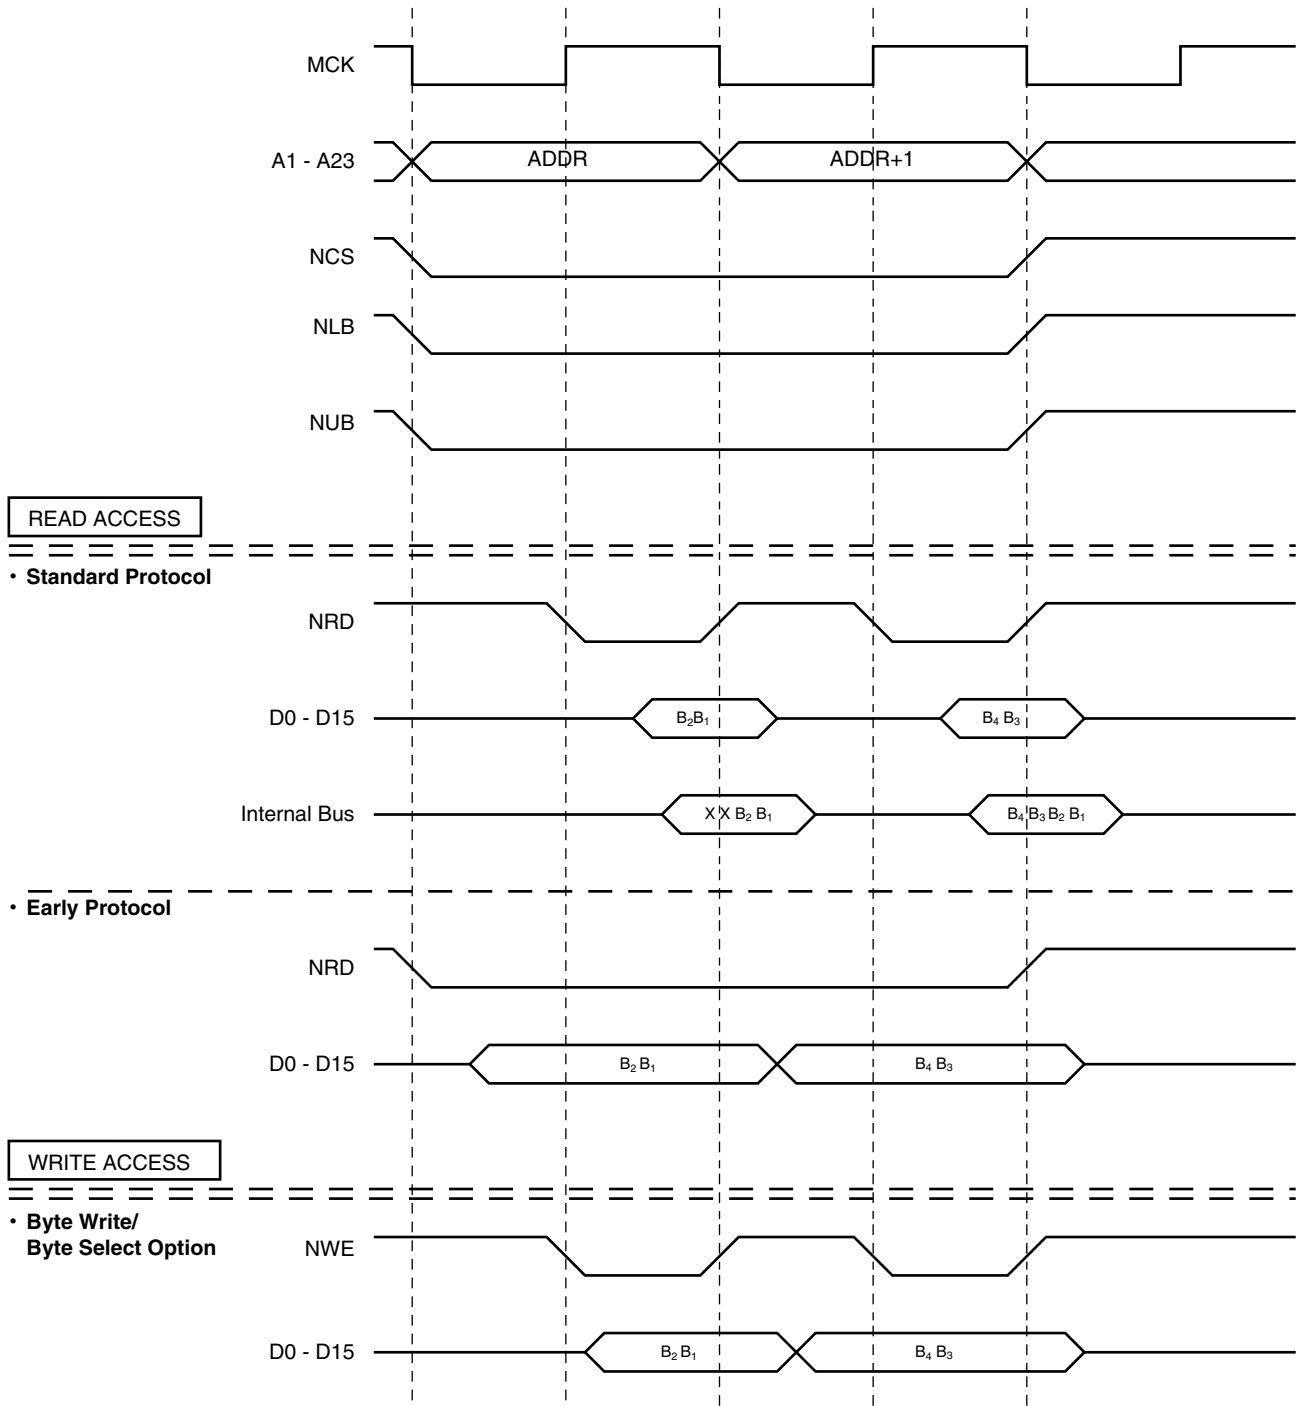 MCK
A1 - A23 ADDR ADDR+1
NCS
NLB
NUB
READ ACCESS
• Standard Protocol
NRD
D0 - D15 B₂B₁ B₄ B₃
Internal Bus X X B₂ B₁ B₄ B₃ B₂ B₁
• Early Protocol
NRD
D0 - D15 B₂ B₁ B₄ B₃
WRITE ACCESS
• Byte Write/
Byte Select Option NWE
D0 - D15 B₂ B₁ B₄ B₃